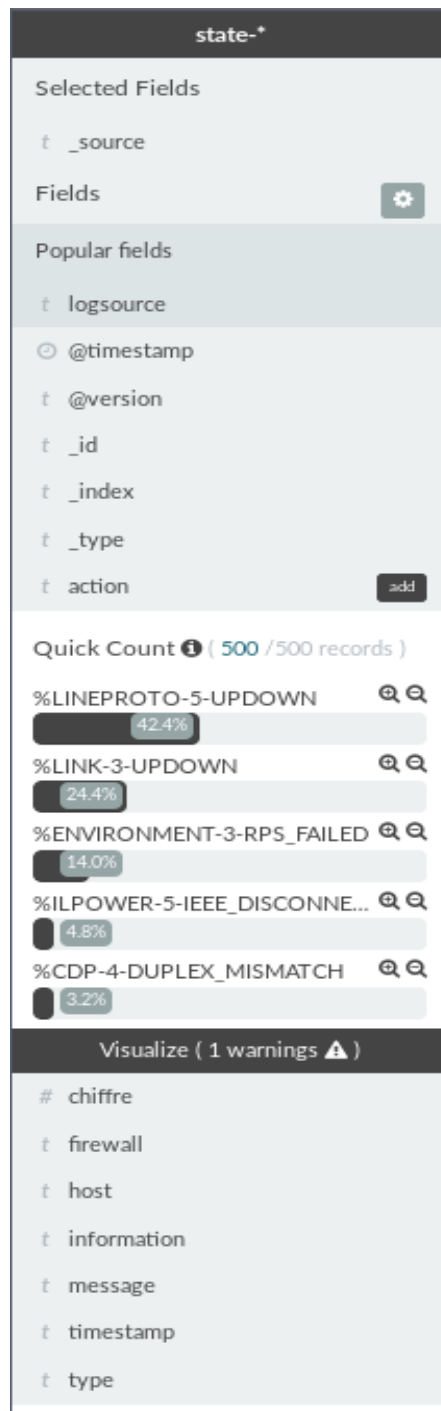 state-*
Selected Fields
t _source
Fields
Popular fields
t logsource
@timestamp
t @version
t _id
t _index
t _type
t action add
Quick Count ( 500 /500 records )
%LINEPROTO-5-UPDOWN
42.4%
%LINK-3-UPDOWN
24.4%
%ENVIRONMENT-3-RPS_FAILED
14.0%
%ILPOWER-5-IEEE_DISCONNE...
4.8%
%CDP-4-DUPLEX_MISMATCH
3.2%
Visualize ( 1 warnings )
# chiffre
t firewall
t host
t information
t message
t timestamp
t type